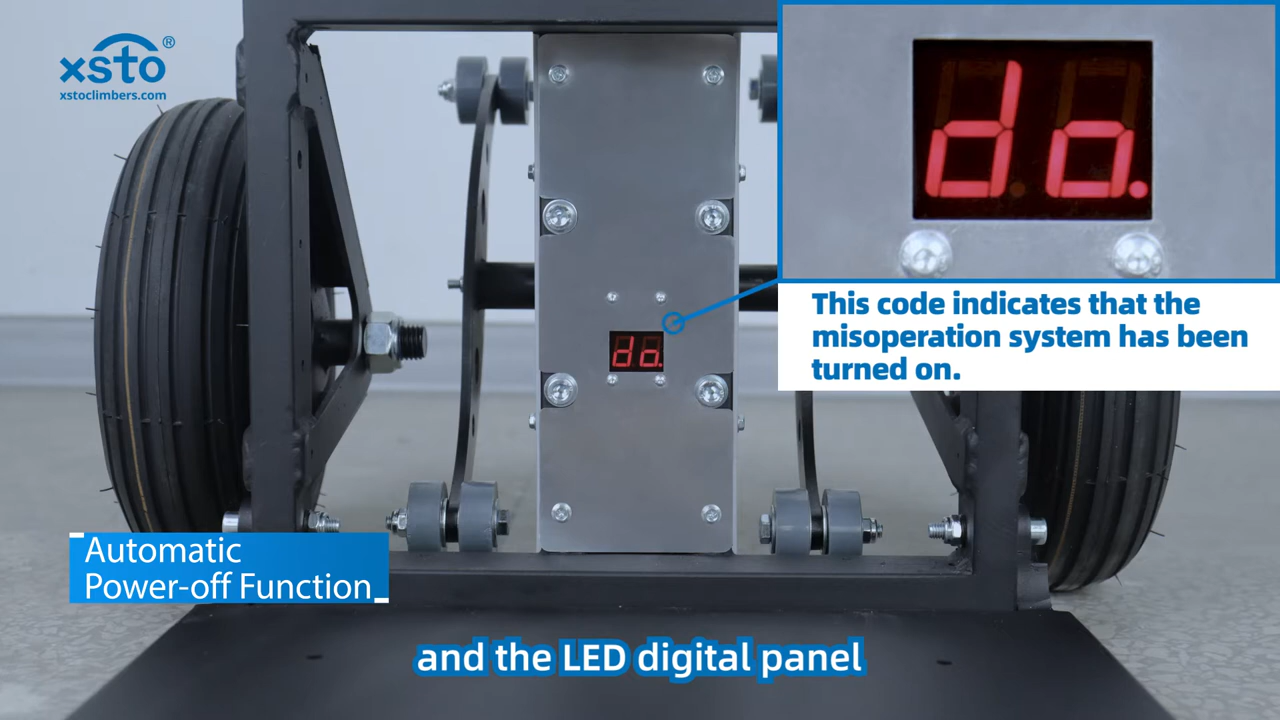 xsto®
xstoclimbers.com
do.
This code indicates that the
misoperation system has been
turned on.
do.
Automatic
Power-off Function
and the LED digital panel